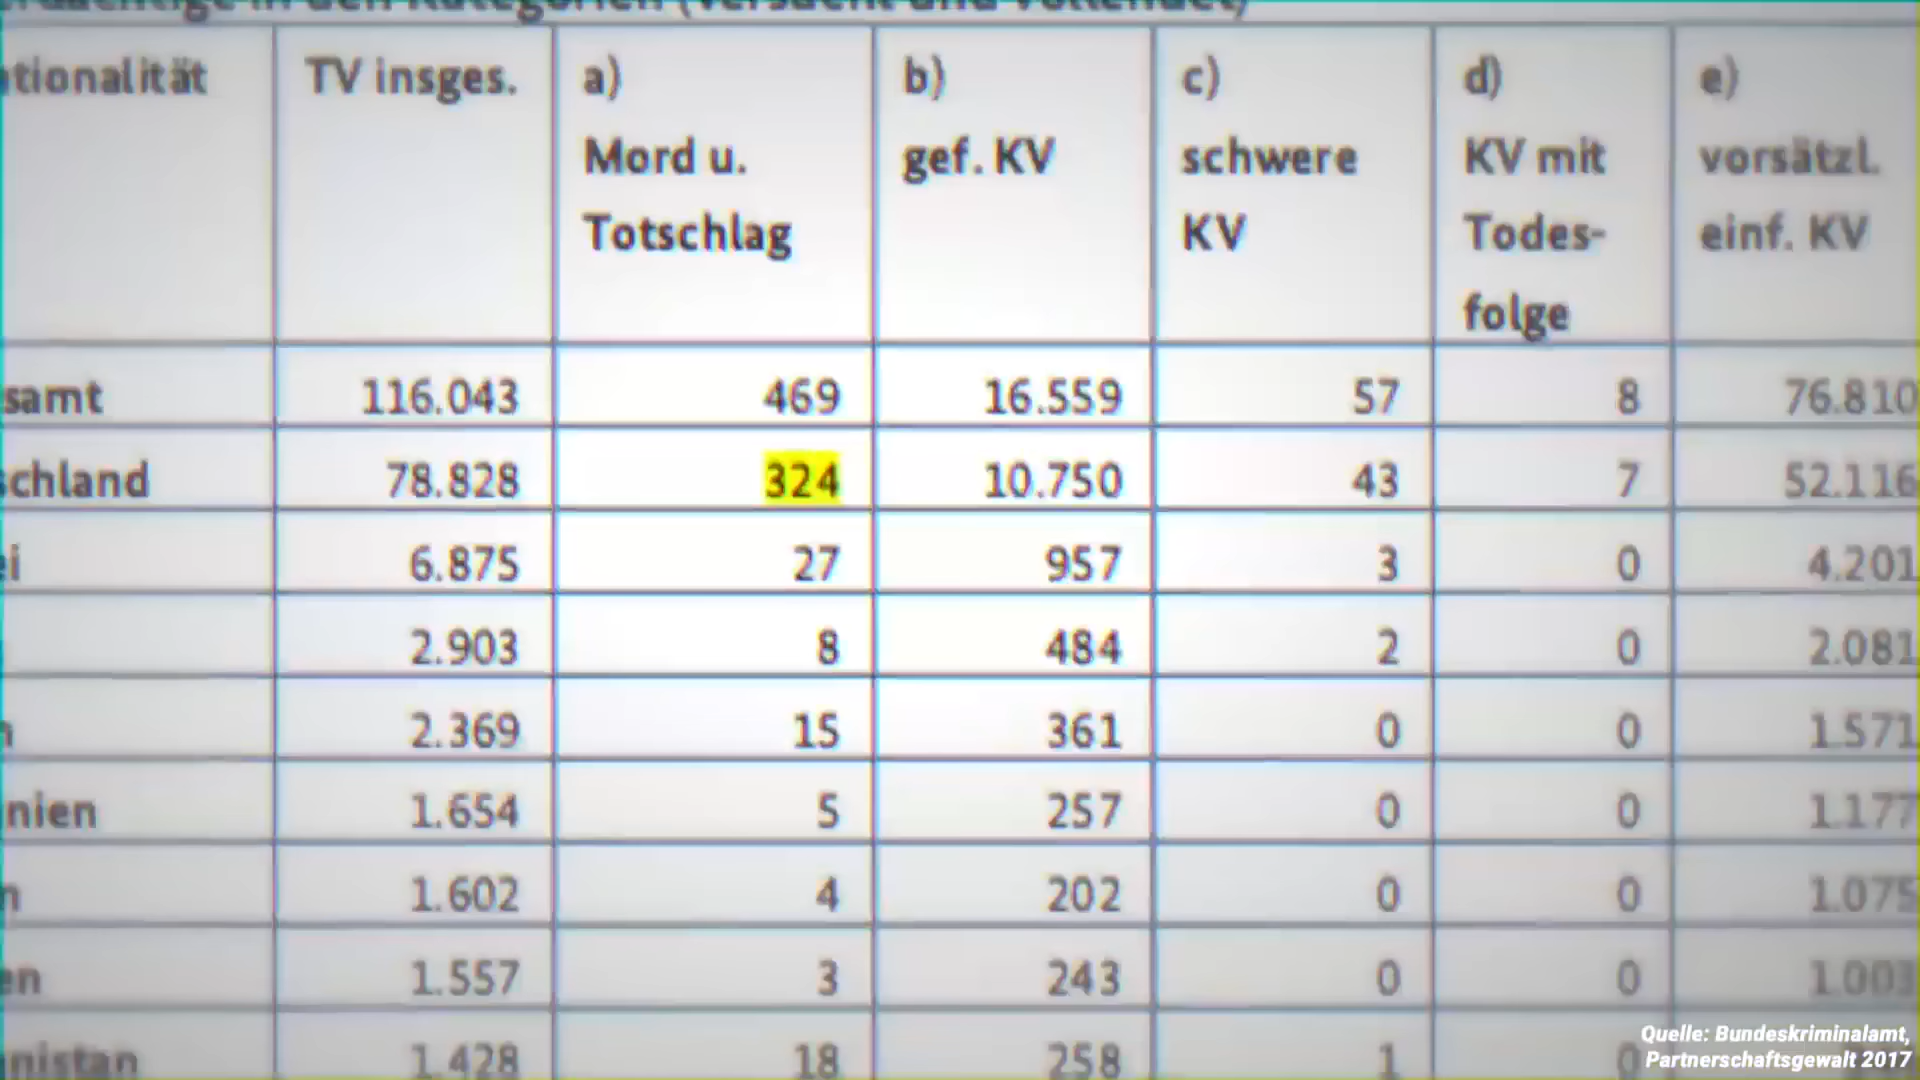 tionalität TV insges. a) b) c) d) e)
Mord u. gef. KV schwere KV mit vorsätzl.
Totschlag KV Todes- einf. KV
folge
samt 116.043 469 16.559 57 8 76.810
schland 78.828 324 10.750 43 7 52.116
ei 6.875 27 957 3 0 4.201
2.903 8 484 2 0 2.081
n 2.369 15 361 0 0 1.571
nien 1.654 5 257 0 0 1.177
n 1.602 4 202 0 0 1.075
en 1.557 3 243 0 0 1.003
nistan 1.428 18 258 1 0
Quelle: Bundeskriminalamt,
Partnerschaftsgewalt 2017